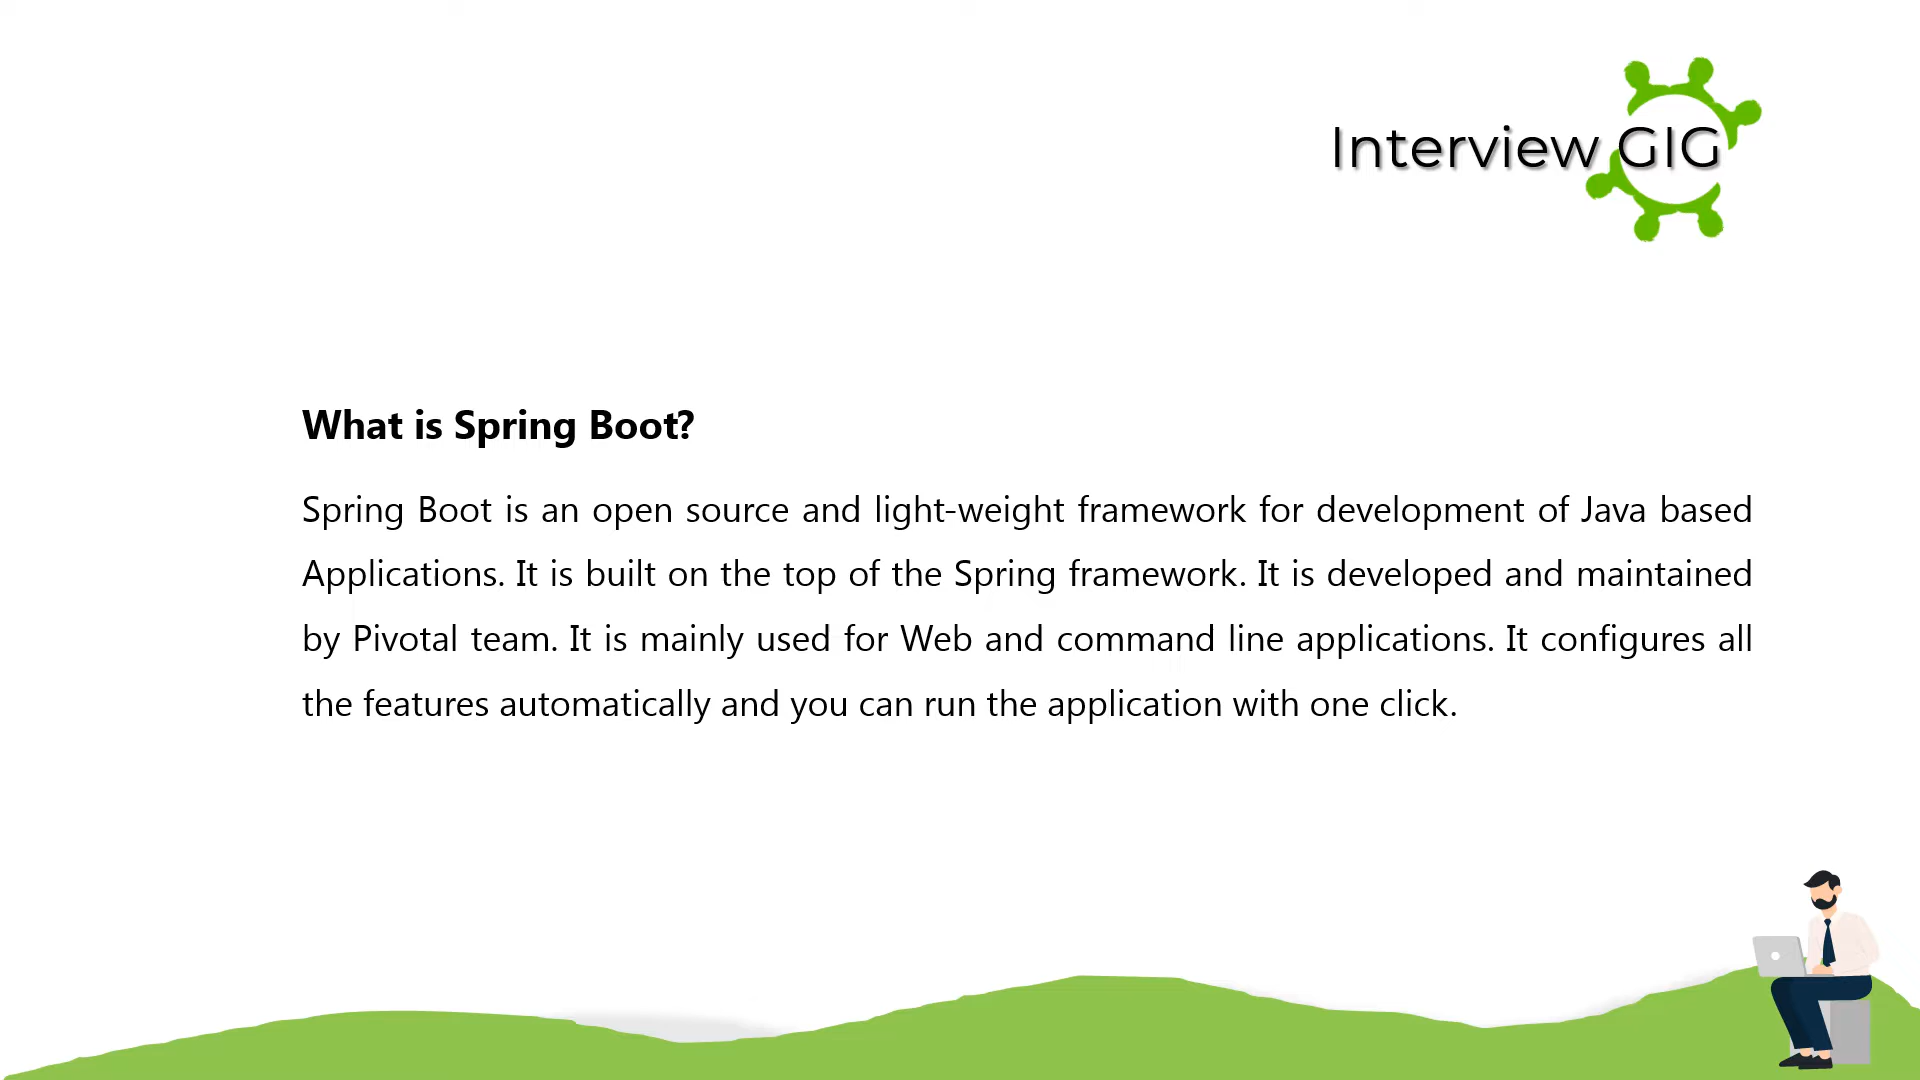 Interview GIG
What is Spring Boot?
Spring Boot is an open source and light-weight framework for development of Java based
Applications. It is built on the top of the Spring framework. It is developed and maintained
by Pivotal team. It is mainly used for Web and command line applications. It configures all
the features automatically and you can run the application with one click.